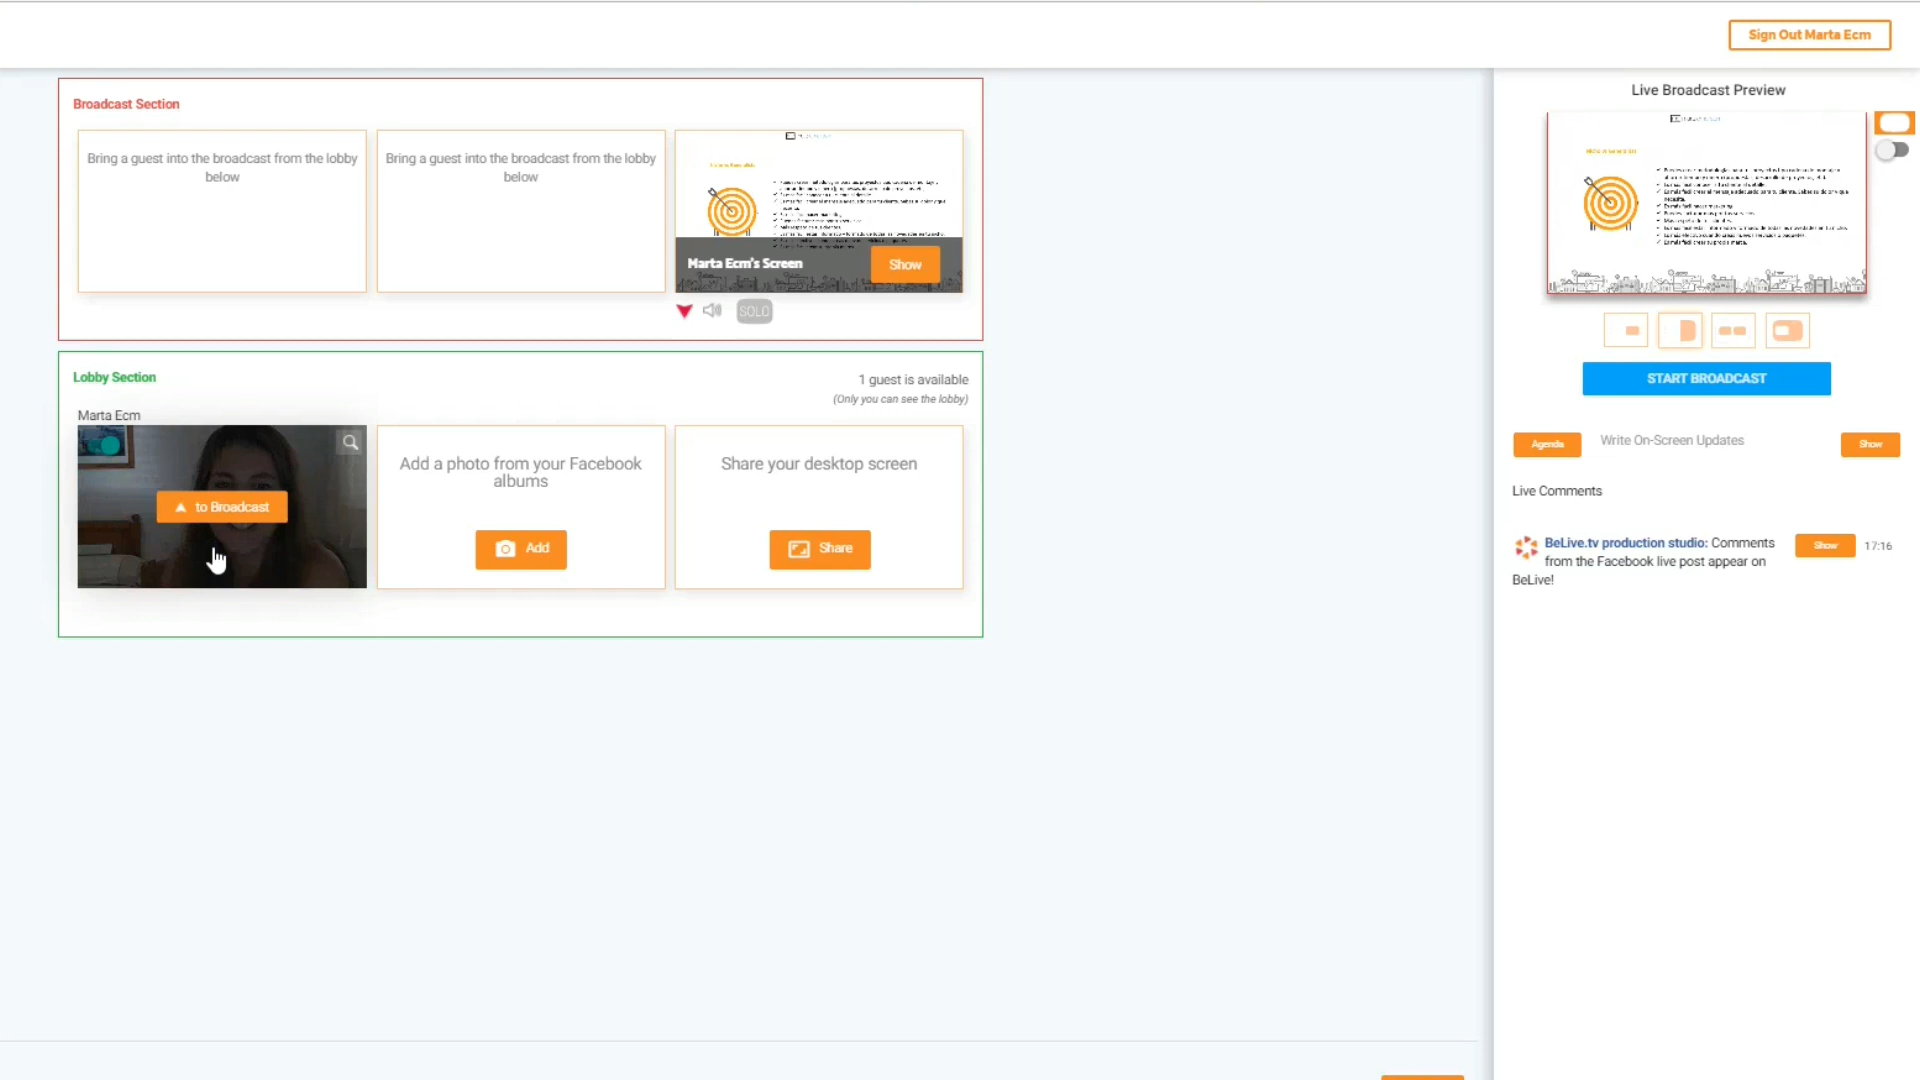 Sign Out Marta Ecm
Broadcast Section
Bring a guest into the broadcast from the lobby
below
Bring a guest into the broadcast from the lobby
below
Marta Ecm's Screen
Show
SOLO
Lobby Section
1 guest is available
(Only you can see the lobby)
Marta Ecm
to Broadcast
Add a photo from your Facebook
albums
Add
Share your desktop screen
Share
Live Broadcast Preview
START BROADCAST
Agenda
Write On-Screen Updates
Show
Live Comments
BeLive.tv production studio: Comments
from the Facebook live post appear on
BeLive!
Show
17:16